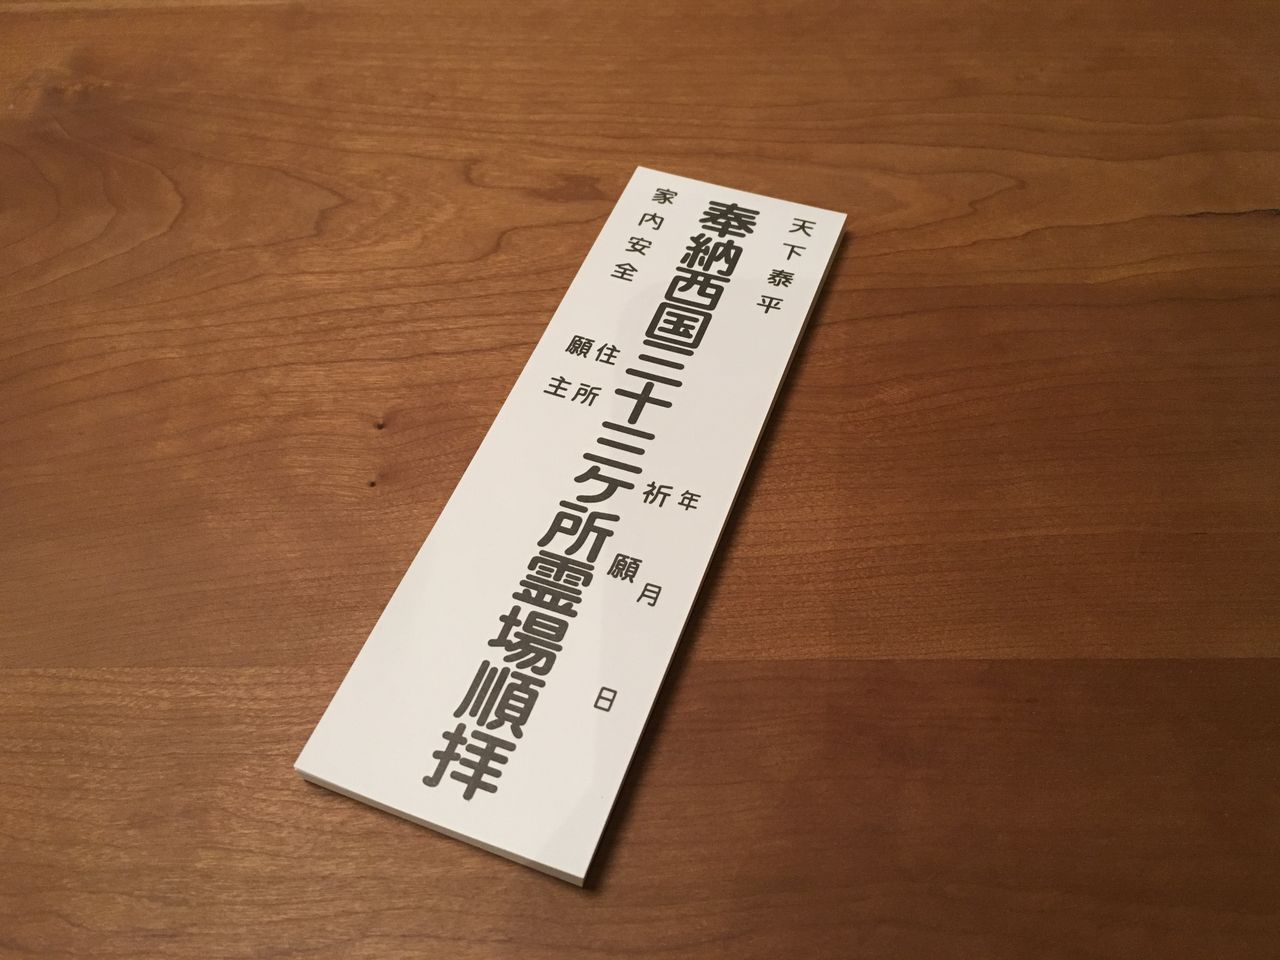 天下泰平
年月日
祈願
奉納西国三十三ケ所霊場順拝
家内安全
住所
願主